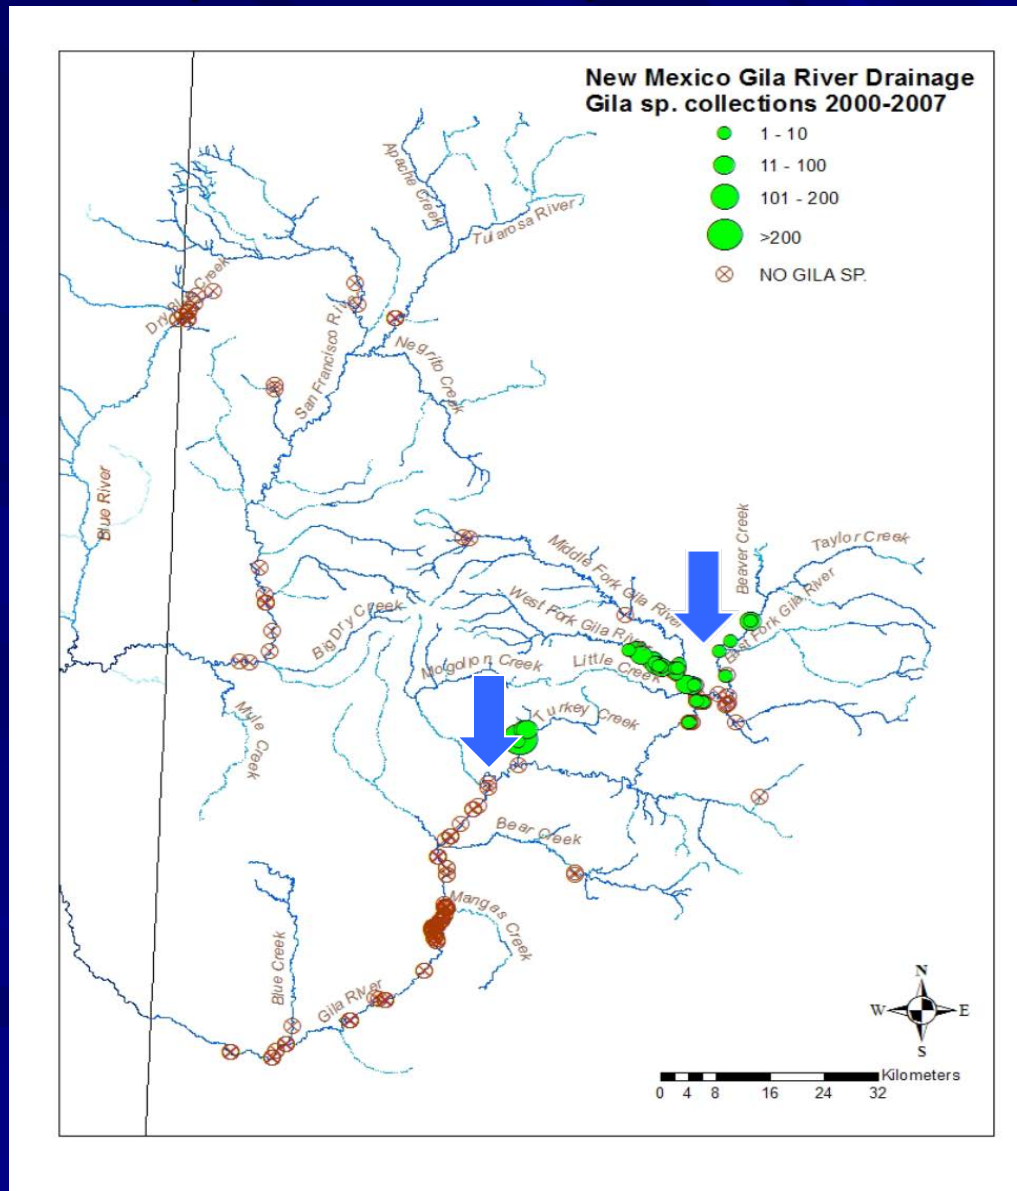 New Mexico Gila River Drainage
Gila sp. collections 2000-2007
1 - 10
11 - 100
101 - 200
>200
NO GILA SP.
Apache Creek
Tularosa River
Dry Blue Creek
San Francisco River
Negrito Creek
Blue River
Beaver Creek
Taylor Creek
Middle Fork Gila River
East Fork Gila River
West Fork Gila River
Big Dry Creek
Mogollon Creek
Little Creek
Turkey Creek
Mule Creek
Bear Creek
Mangas Creek
Blue Creek
Gila River
N
W E
S
Kilometers
0 4 8 16 24 32